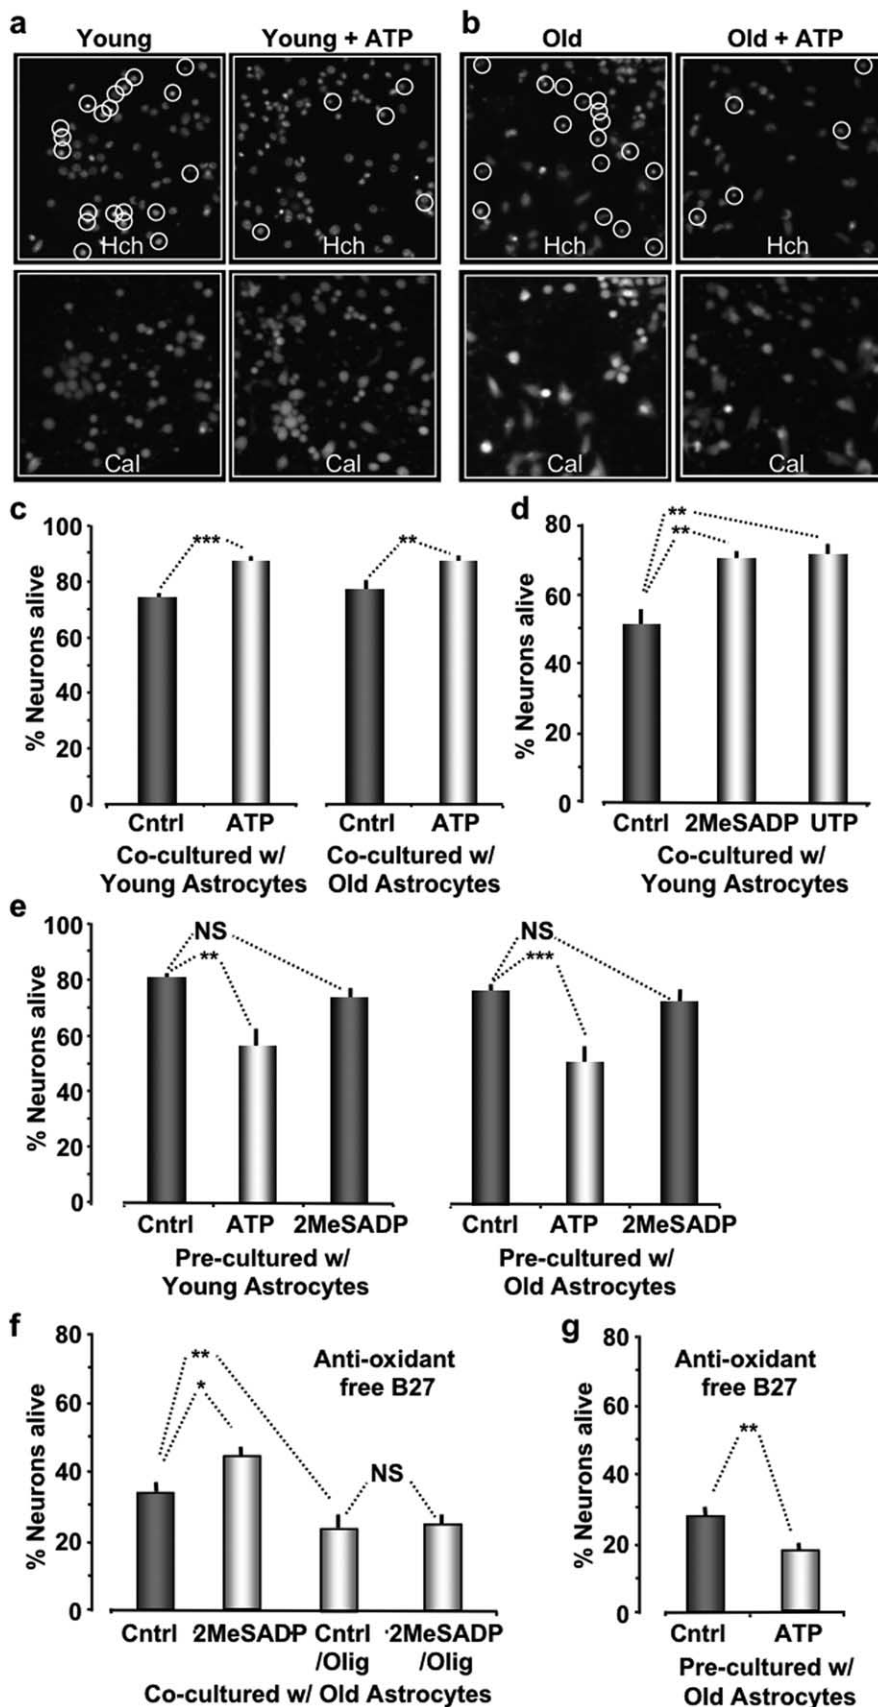 a
Young
Young + ATP
b
Old
Old + ATP
Hch
Hch
Hch
Hch
Cal
Cal
Cal
Cal
c
% Neurons alive
100
80
60
40
20
0
***
**
Cntrl
ATP
Cntrl
ATP
Co-cultured w/
Young Astrocytes
Co-cultured w/
Old Astrocytes
d
% Neurons alive
80
60
40
20
0
**
**
Cntrl
2MeSADP
UTP
Co-cultured w/
Young Astrocytes
e
% Neurons alive
100
80
60
40
20
0
NS
**
NS
***
Cntrl
ATP
2MeSADP
Cntrl
ATP
2MeSADP
Pre-cultured w/
Young Astrocytes
Pre-cultured w/
Old Astrocytes
f
% Neurons alive
80
60
40
20
0
**
*
Anti-oxidant
free B27
NS
Cntrl
2MeSADP
Cntrl
/Olig
2MeSADP
/Olig
Co-cultured w/ Old Astrocytes
g
% Neurons alive
80
60
40
20
0
Anti-oxidant
free B27
**
Cntrl
ATP
Pre-cultured w/
Old Astrocytes